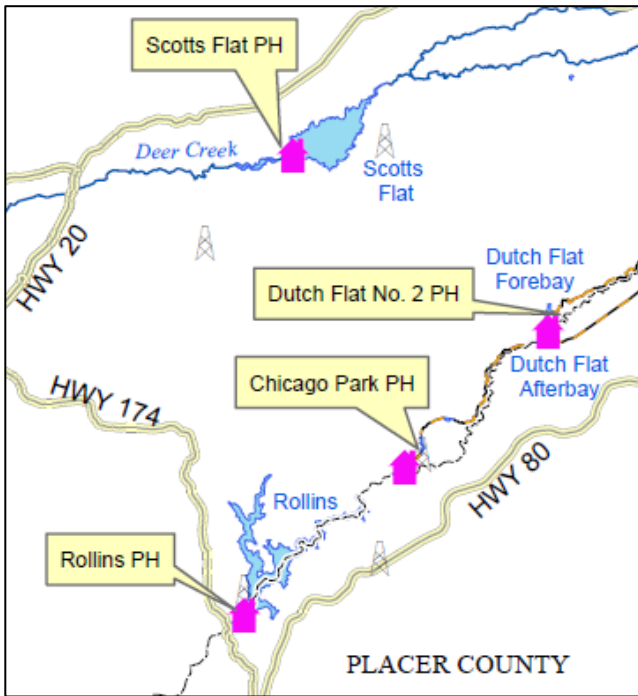 Scotts Flat PH
Deer Creek
Scotts
Flat
HWY 20
Dutch Flat
Forebay
Dutch Flat No. 2 PH
Dutch Flat
Afterbay
Chicago Park PH
HWY 174
HWY 80
Rollins
Rollins PH
PLACER COUNTY